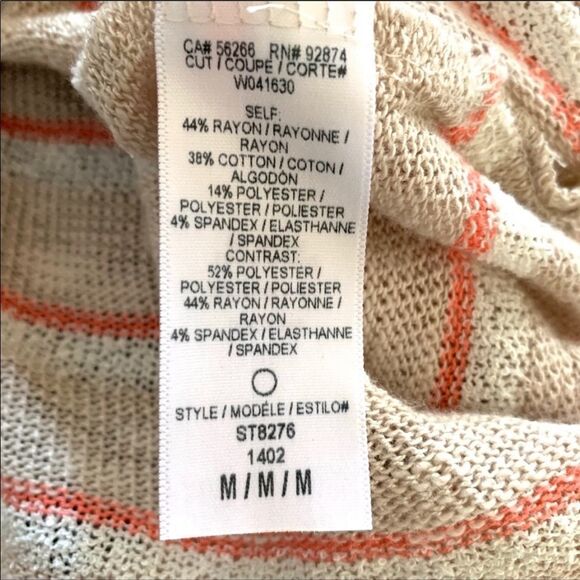 CA# 56266 RN# 92874
CUT / COUPE / CORTE#
W041630
SELF:
44% RAYON / RAYONNE /
RAYON
38% COTTON / COTON /
ALGODÓN
14% POLYESTER /
POLYESTER / POLIESTER
4% SPANDEX / ELASTHANNE
/ SPANDEX
CONTRAST:
52% POLYESTER /
POLYESTER / POLIESTER
44% RAYON / RAYONNE /
RAYON
4% SPANDEX / ELASTHANNE
/ SPANDEX
STYLE / MODÉLE / ESTILO#
ST8276
1402
M / M / M